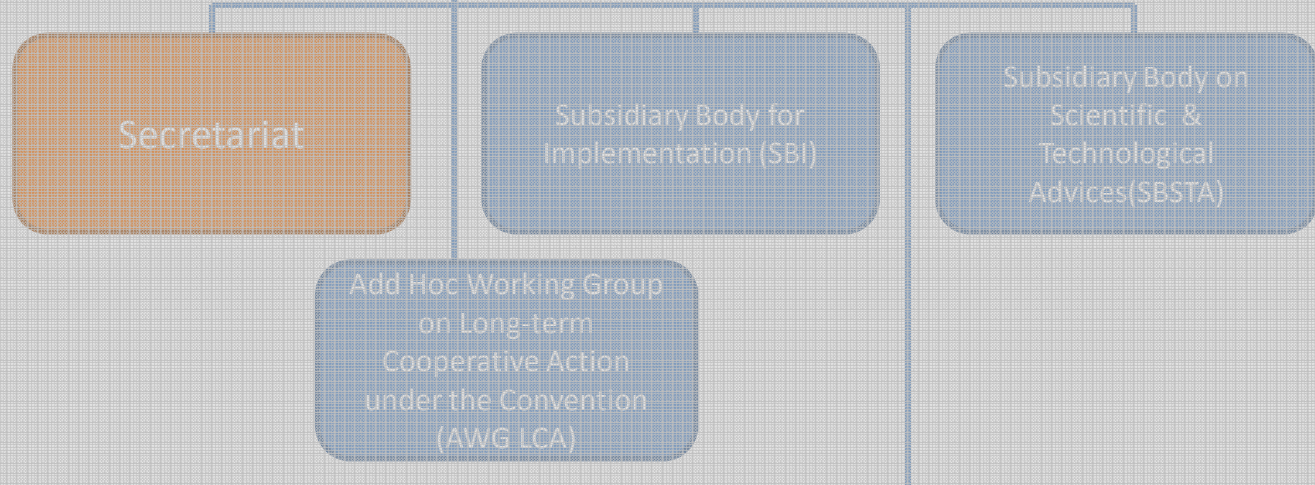 Secretariat
Subsidiary Body for
Implementation (SBI)
Subsidiary Body on
Scientific & 
Technological
Advices(SBSTA)
Add Hoc Working Group
on Long-term
Cooperative Action
under the Convention
(AWG LCA)